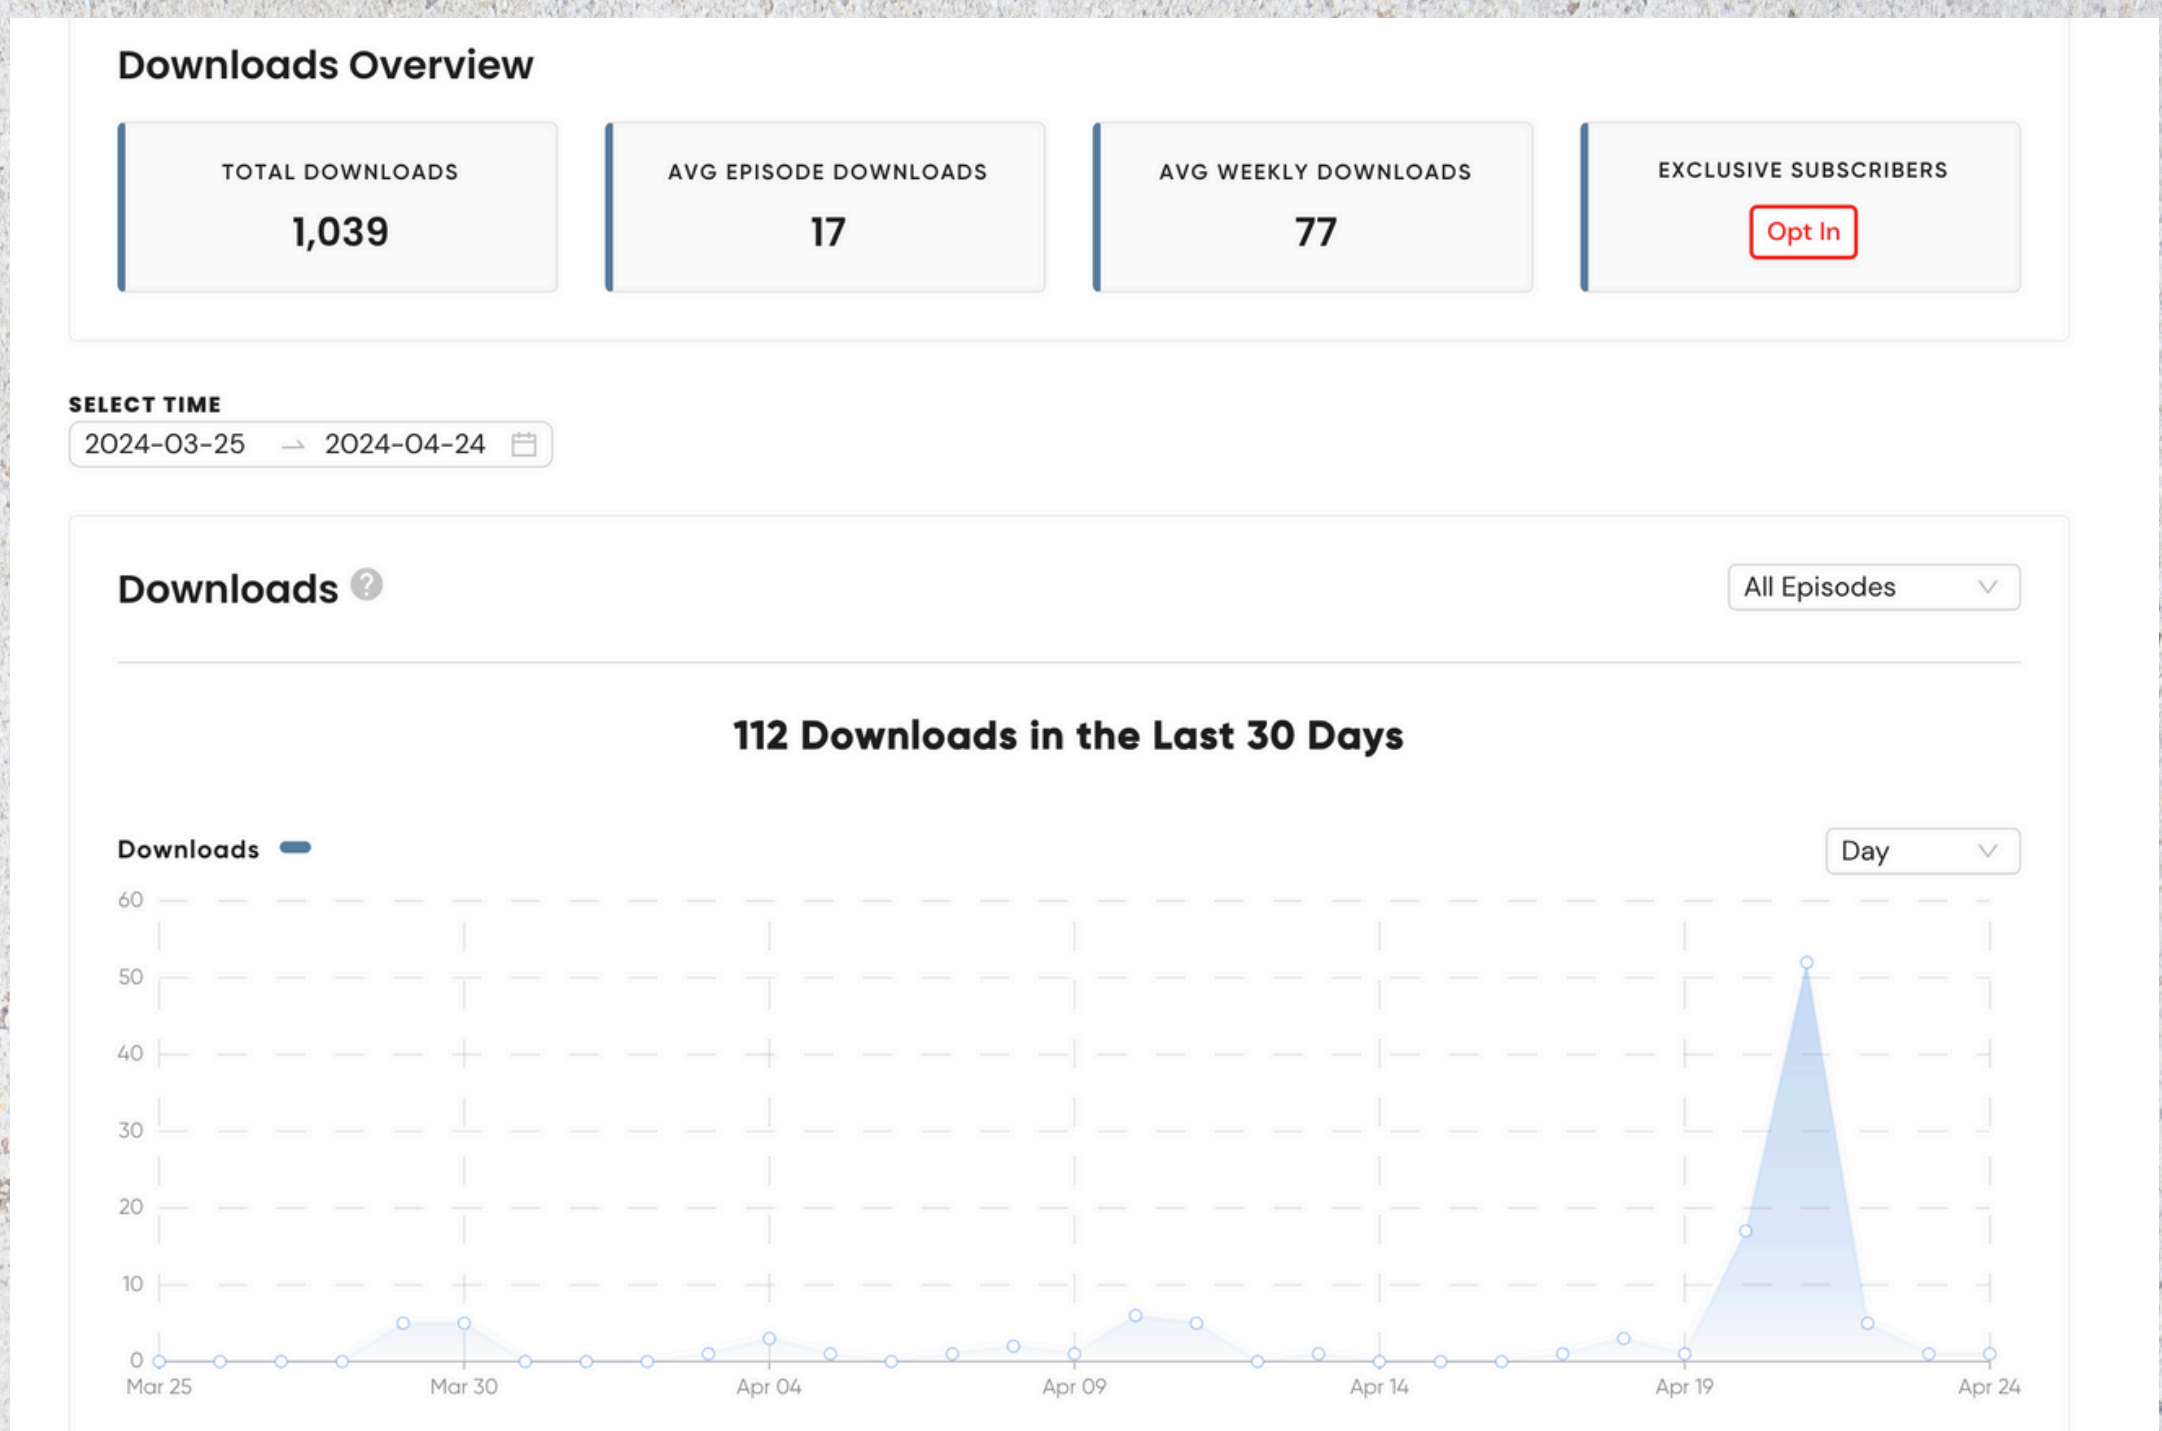 Downloads Overview
TOTAL DOWNLOADS
1,039
AVG EPISODE DOWNLOADS
17
AVG WEEKLY DOWNLOADS
77
EXCLUSIVE SUBSCRIBERS
Opt In
SELECT TIME
2024-03-25 → 2024-04-24
Downloads ?
All Episodes
112 Downloads in the Last 30 Days
Downloads
Day
60
50
40
30
20
10
0
Mar 25 Mar 30 Apr 04 Apr 09 Apr 14 Apr 19 Apr 24